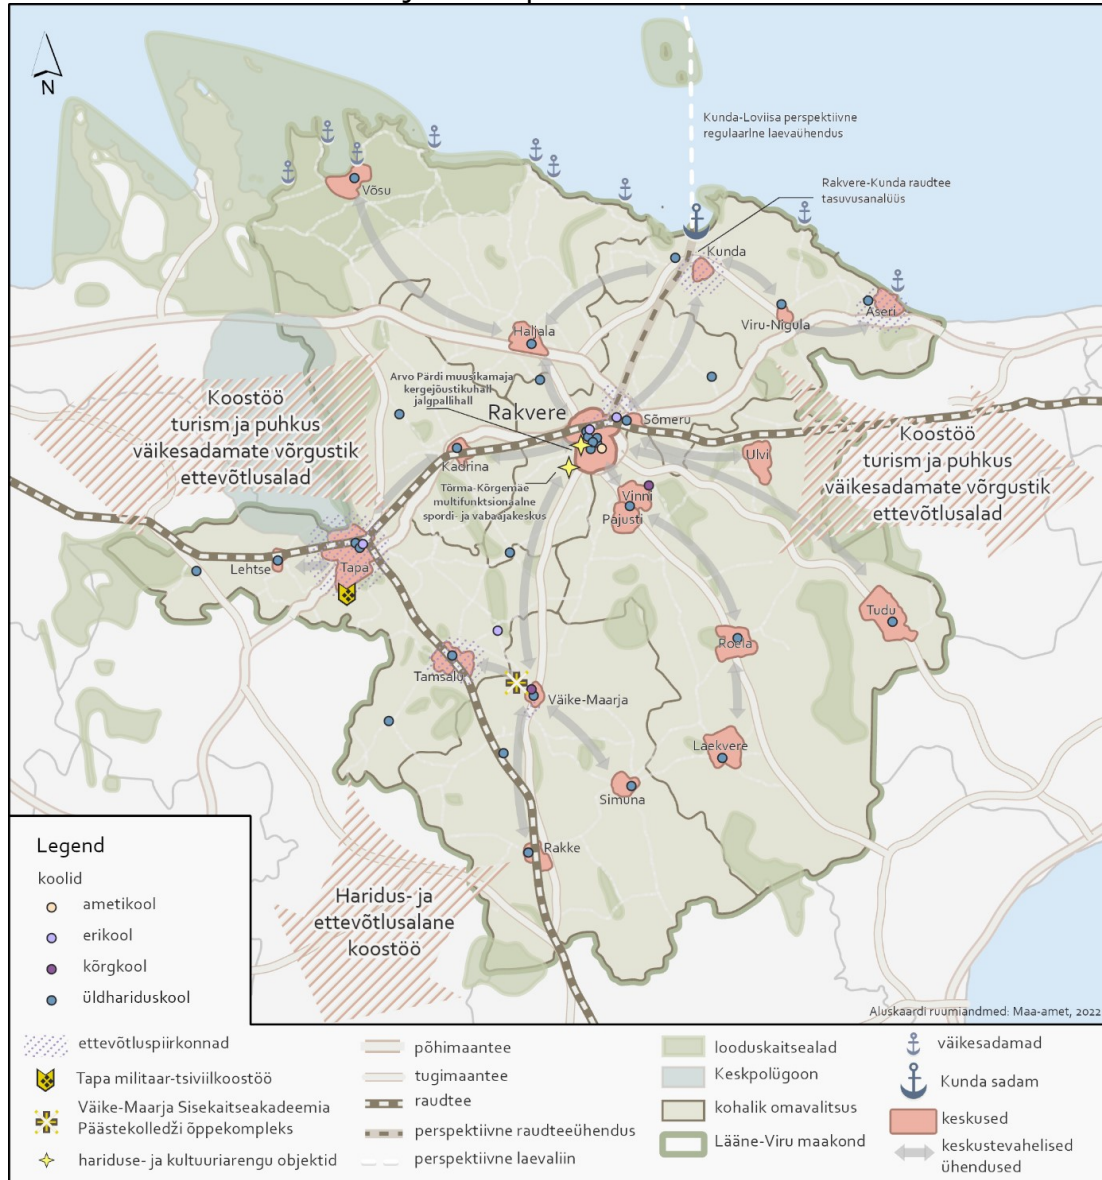 N
Kunda-Loviisa perspektiivne
regulaarlne laevaühendus
Rakvere-Kunda raudtee
tasuvusanalüüs
Võsu
Kunda
Haljala
Viru-Nigula
Aseri
Arvo Pärdi muusikamaja
kergejõustikuhall
jalgpallihall
Rakvere
Sõmeru
Koostöö
turism ja puhkus
väikesadamate võrgustik
ettevõtlusalad
Koostöö
turism ja puhkus
väikesadamate võrgustik
ettevõtlusalad
Kadrina
Ulvi
Tõrma-Kõrgemäe
multifunktsionaalne
spordi- ja vabaajakeskus
Vinni
Pajusti
Lehtse
Tapa
Tudu
Roela
Tamsalu
Väike-Maarja
Laekvere
Simuna
Rakke
Haridus- ja
ettevõtlusalane
koostöö
Aluskaardi ruumiandmed: Maa-amet, 2022
Legend
koolid
ametikool
erikool
kõrgkool
üldhariduskool
ettevõtluspiirkonnad
Tapa militaar-tsiviilkoostöö
Väike-Maarja Sisekaitseakadeemia
Päästekolledži õppekompleks
hariduse- ja kultuuriarengu objektid
põhimaantee
tugimaantee
raudtee
perspektiivne raudteeühendus
perspektiivne laevaliin
looduskaitsealad
Keskpolügoon
kohalik omavalitsus
Lääne-Viru maakond
väikesadamad
Kunda sadam
keskused
keskustevahelised
ühendused